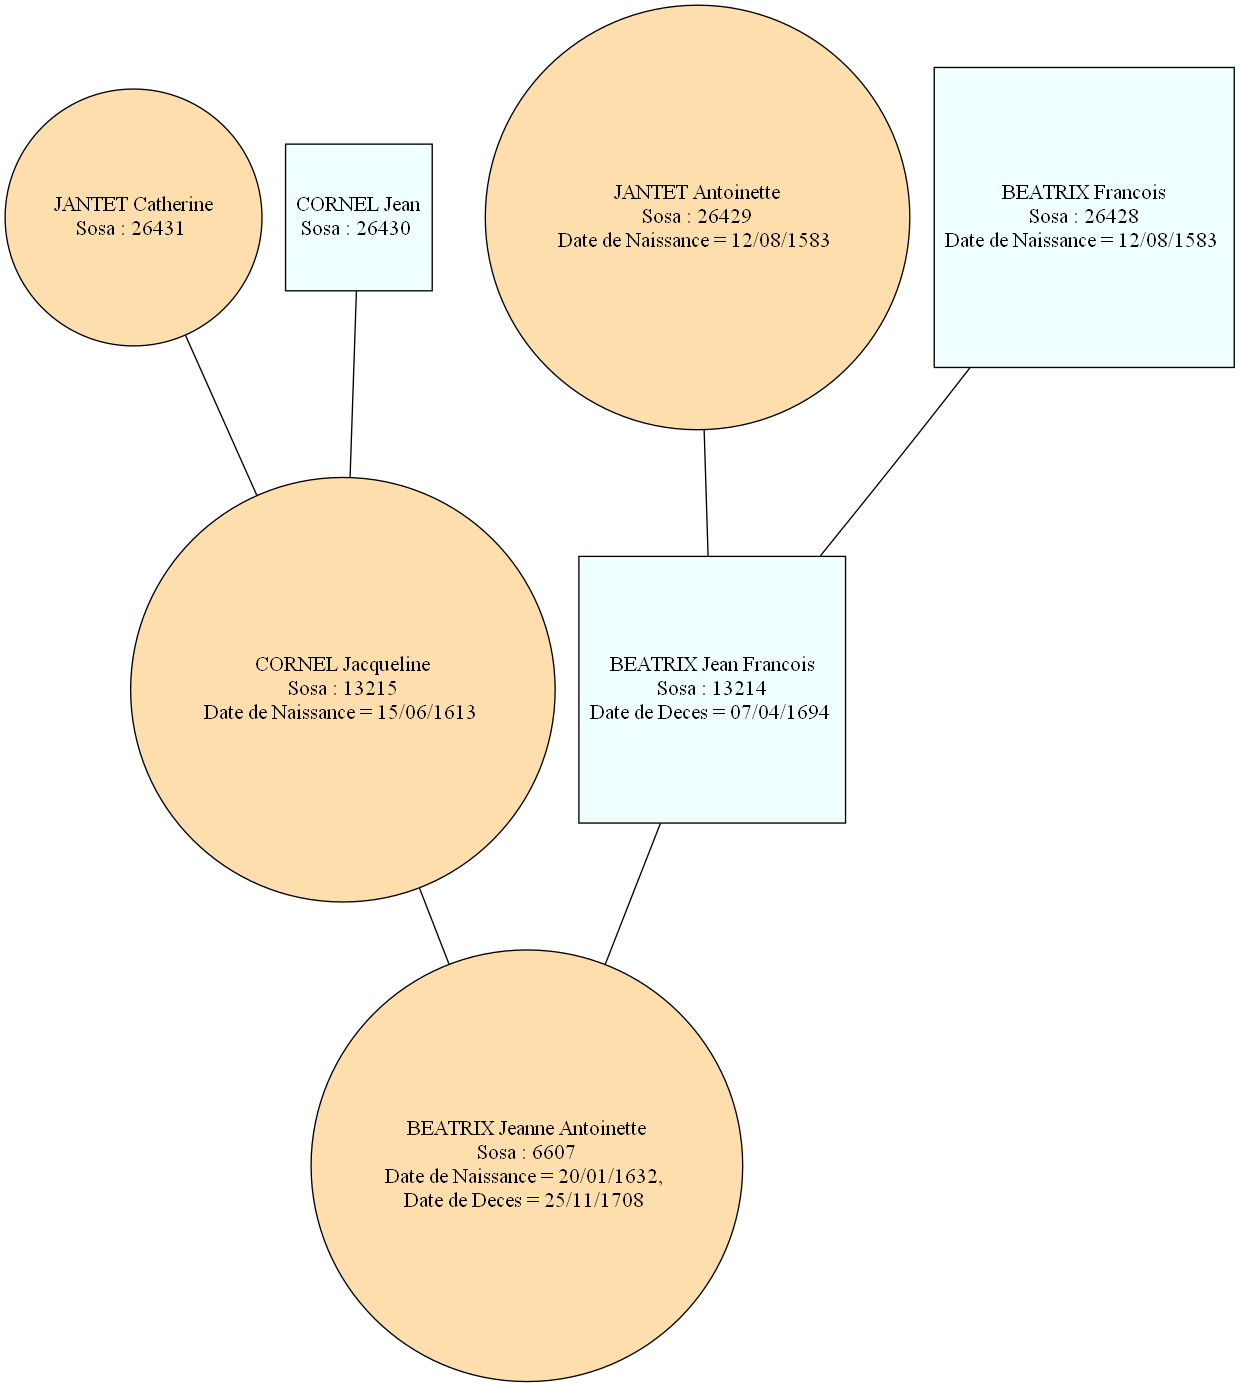 JANTET Catherine
Sosa : 26431
CORNEL Jean
Sosa : 26430
JANTET Antoinette
Sosa : 26429
Date de Naissance = 12/08/1583
BEATRIX Francois
Sosa : 26428
Date de Naissance = 12/08/1583
CORNEL Jacqueline
Sosa : 13215
Date de Naissance = 15/06/1613
BEATRIX Jean Francois
Sosa : 13214
Date de Deces = 07/04/1694
BEATRIX Jeanne Antoinette
Sosa : 6607
Date de Naissance = 20/01/1632,
Date de Deces = 25/11/1708